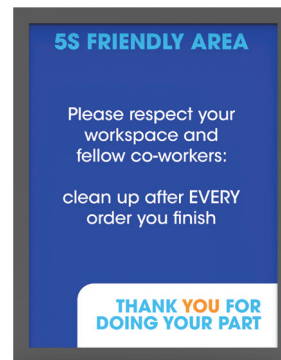 5S FRIENDLY AREA
Please respect your
workspace and
fellow co-workers:
clean up after EVERY
order you finish
THANK YOU FOR
DOING YOUR PART